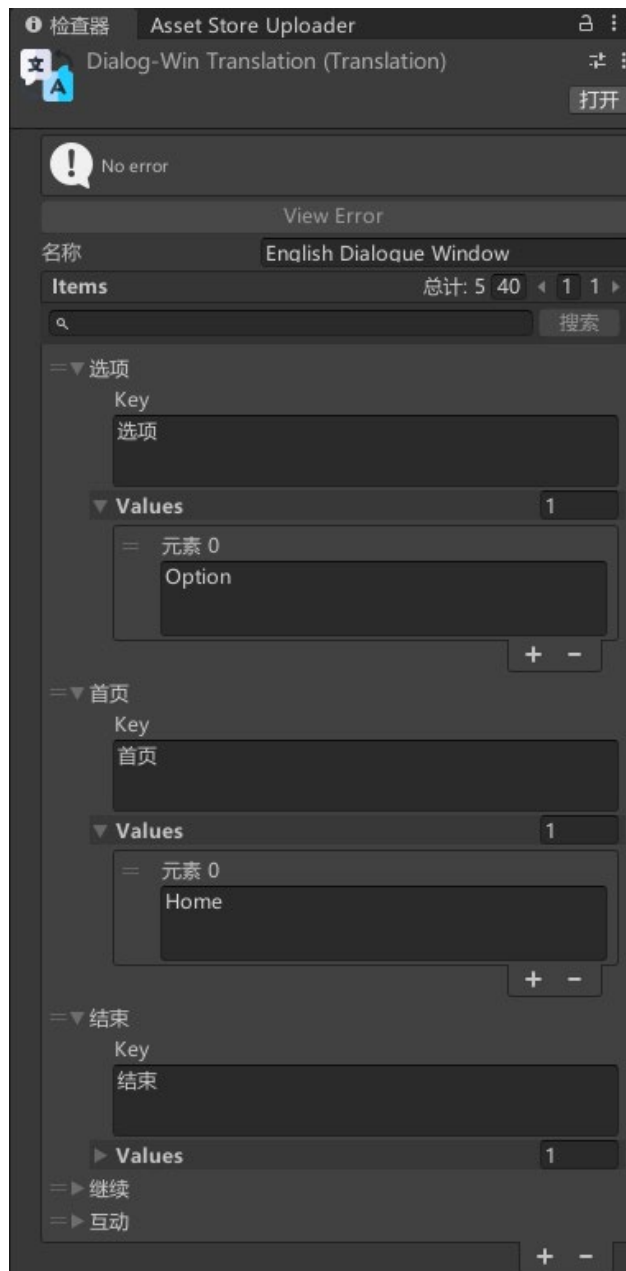 检查器 Asset Store Uploader
Dialog-Win Translation (Translation)
打开
No error
View Error
名称 English Dialogue Window
Items 总计: 5 40 1 1
搜索
选项
Key
选项
Values 1
元素 0
Option
+ -
首页
Key
首页
Values 1
元素 0
Home
+ -
结束
Key
结束
Values 1
继续
互动
+ -